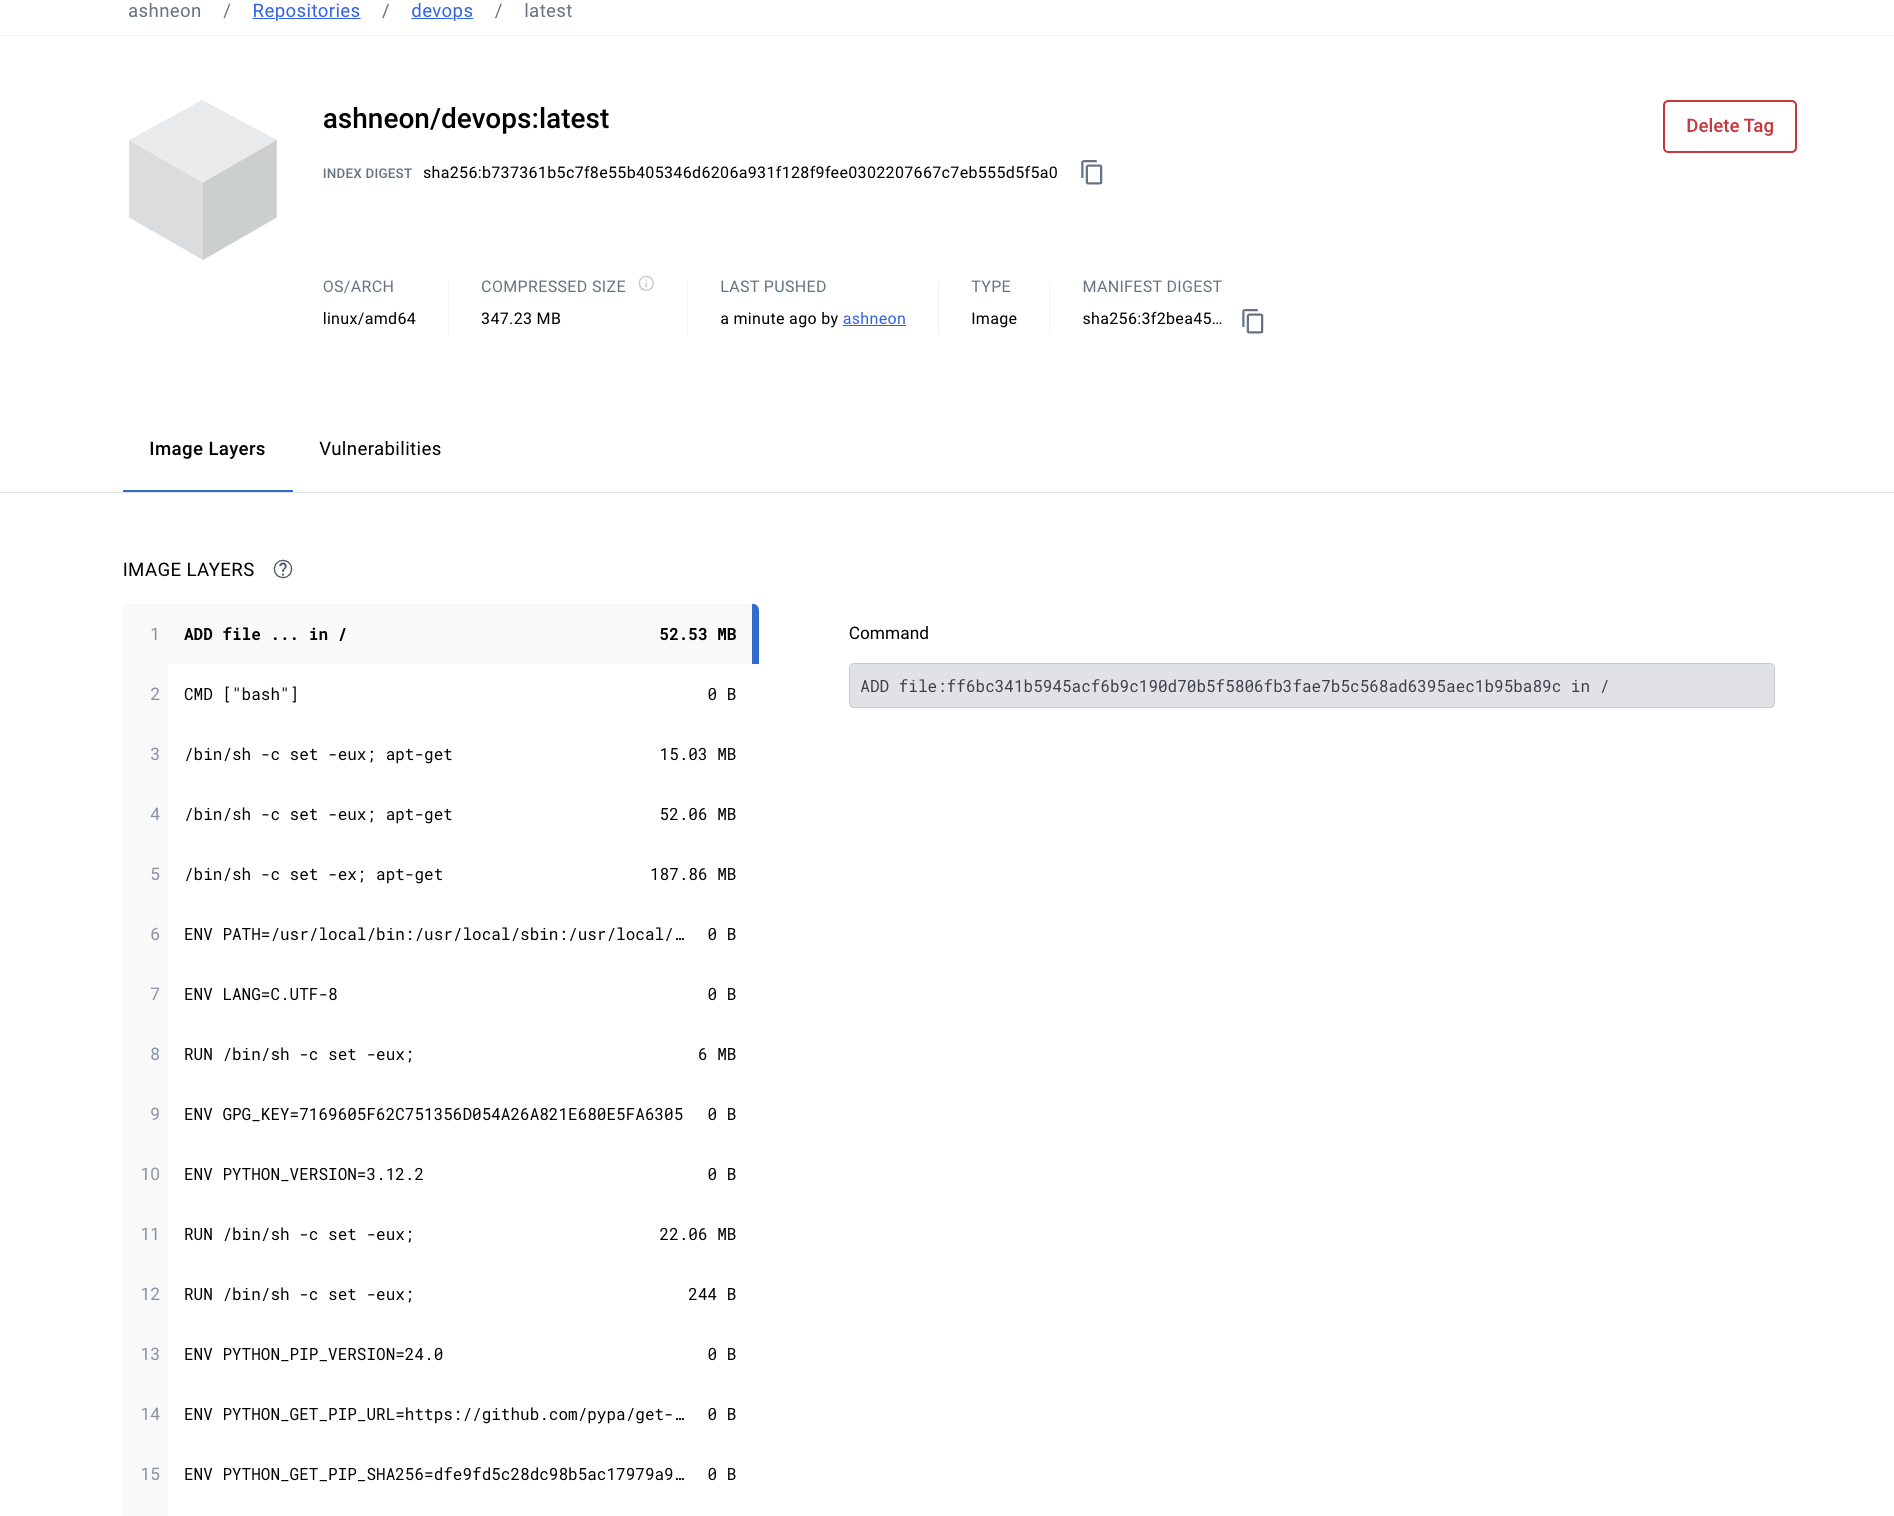 ashneon / Repositories / devops / latest
ashneon/devops:latest
Delete Tag
INDEX DIGEST sha256:b737361b5c7f8e55b405346d6206a931f128f9fee0302207667c7eb555d5f5a0
OS/ARCH COMPRESSED SIZE LAST PUSHED TYPE MANIFEST DIGEST
linux/amd64 347.23 MB a minute ago by ashneon Image sha256:3f2bea45...
Image Layers Vulnerabilities
IMAGE LAYERS
1 ADD file ... in / 52.53 MB
Command
ADD file:ff6bc341b5945acf6b9c190d70b5f5806fb3fae7b5c568ad6395aec1b95ba89c in /
2 CMD ["bash"] 0 B
3 /bin/sh -c set -eux; apt-get 15.03 MB
4 /bin/sh -c set -eux; apt-get 52.06 MB
5 /bin/sh -c set -ex; apt-get 187.86 MB
6 ENV PATH=/usr/local/bin:/usr/local/sbin:/usr/local/… 0 B
7 ENV LANG=C.UTF-8 0 B
8 RUN /bin/sh -c set -eux; 6 MB
9 ENV GPG_KEY=7169605F62C751356D054A26A821E680E5FA6305 0 B
10 ENV PYTHON_VERSION=3.12.2 0 B
11 RUN /bin/sh -c set -eux; 22.06 MB
12 RUN /bin/sh -c set -eux; 244 B
13 ENV PYTHON_PIP_VERSION=24.0 0 B
14 ENV PYTHON_GET_PIP_URL=https://github.com/pypa/get-… 0 B
15 ENV PYTHON_GET_PIP_SHA256=dfe9fd5c28dc98b5ac17979a9… 0 B